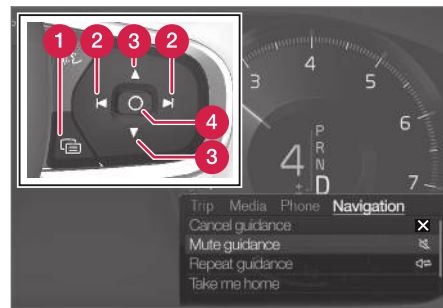 1
2
3
2
4
3
3
4
5
6
7
4
P
R
N
D
±
Trip Media Phone Navigation
Cancel guidance
Mute guidance
Repeat guidance
Take me home